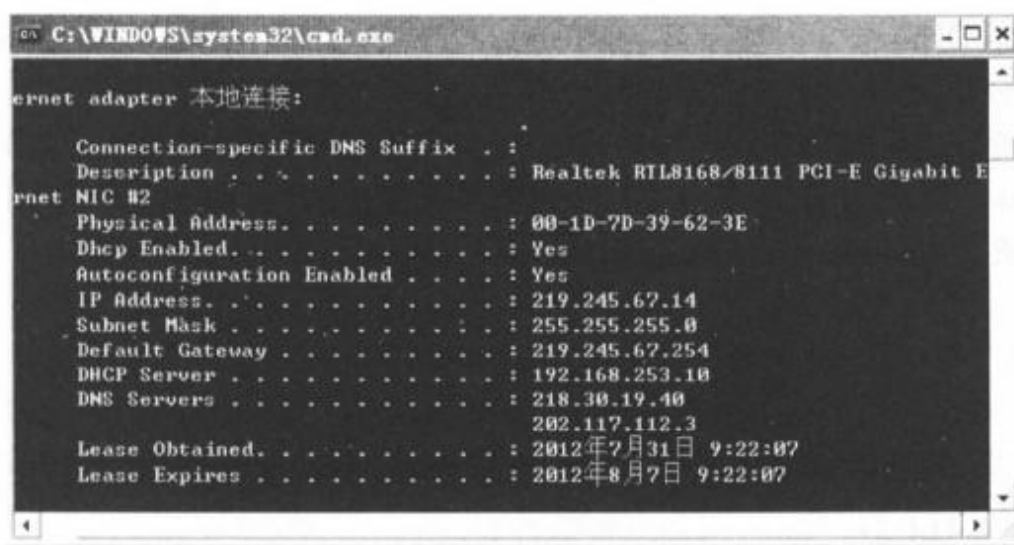 C:\WINDOWS\system32\cmd.exe
ernet adapter 本地连接:
Connection-specific DNS Suffix . :
Description . . . . . . . . . . . : Realtek RTL8168/8111 PCI-E Gigabit E
rnet NIC #2
Physical Address. . . . . . . . . : 00-1D-7D-39-62-3E
Dhcp Enabled. . . . . . . . . . . : Yes
Autoconfiguration Enabled . . . . : Yes
IP Address. . . . . . . . . . . . : 219.245.67.14
Subnet Mask . . . . . . . . . . . : 255.255.255.0
Default Gateway . . . . . . . . . : 219.245.67.254
DHCP Server . . . . . . . . . . . : 192.168.253.10
DNS Servers . . . . . . . . . . . : 218.30.19.40
202.117.112.3
Lease Obtained. . . . . . . . . . : 2012年7月31日 9:22:07
Lease Expires . . . . . . . . . . : 2012年8月7日 9:22:07